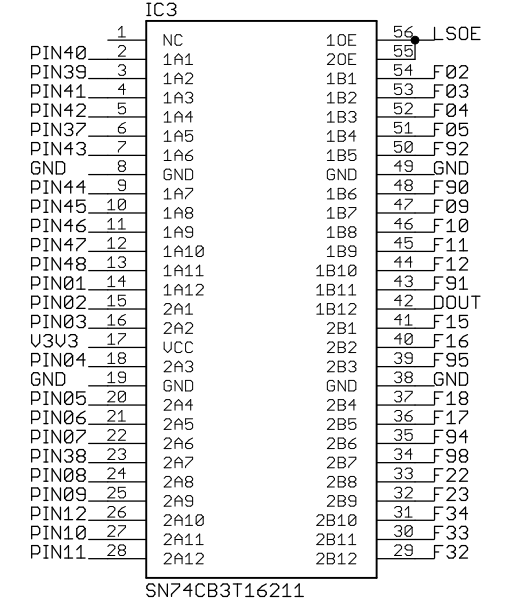 IC3
1 NC 1OE 56 LSOE
PIN40 2 1A1 2OE 55
PIN39 3 1A2 1B1 54 F02
PIN41 4 1A3 1B2 53 F03
PIN42 5 1A4 1B3 52 F04
PIN37 6 1A5 1B4 51 F05
PIN43 7 1A6 1B5 50 F92
GND 8 GND GND 49 GND
PIN44 9 1A7 1B6 48 F90
PIN45 10 1A8 1B7 47 F09
PIN46 11 1A9 1B8 46 F10
PIN47 12 1A10 1B9 45 F11
PIN48 13 1A11 1B10 44 F12
PIN01 14 1A12 1B11 43 F91
PIN02 15 2A1 1B12 42 DOUT
PIN03 16 2A2 2B1 41 F15
V3V3 17 VCC 2B2 40 F16
PIN04 18 2A3 2B3 39 F95
GND 19 GND GND 38 GND
PIN05 20 2A4 2B4 37 F18
PIN06 21 2A5 2B5 36 F17
PIN07 22 2A6 2B6 35 F94
PIN38 23 2A7 2B7 34 F98
PIN08 24 2A8 2B8 33 F22
PIN09 25 2A9 2B9 32 F23
PIN12 26 2A10 2B10 31 F34
PIN10 27 2A11 2B11 30 F33
PIN11 28 2A12 2B12 29 F32
SN74CB3T16211